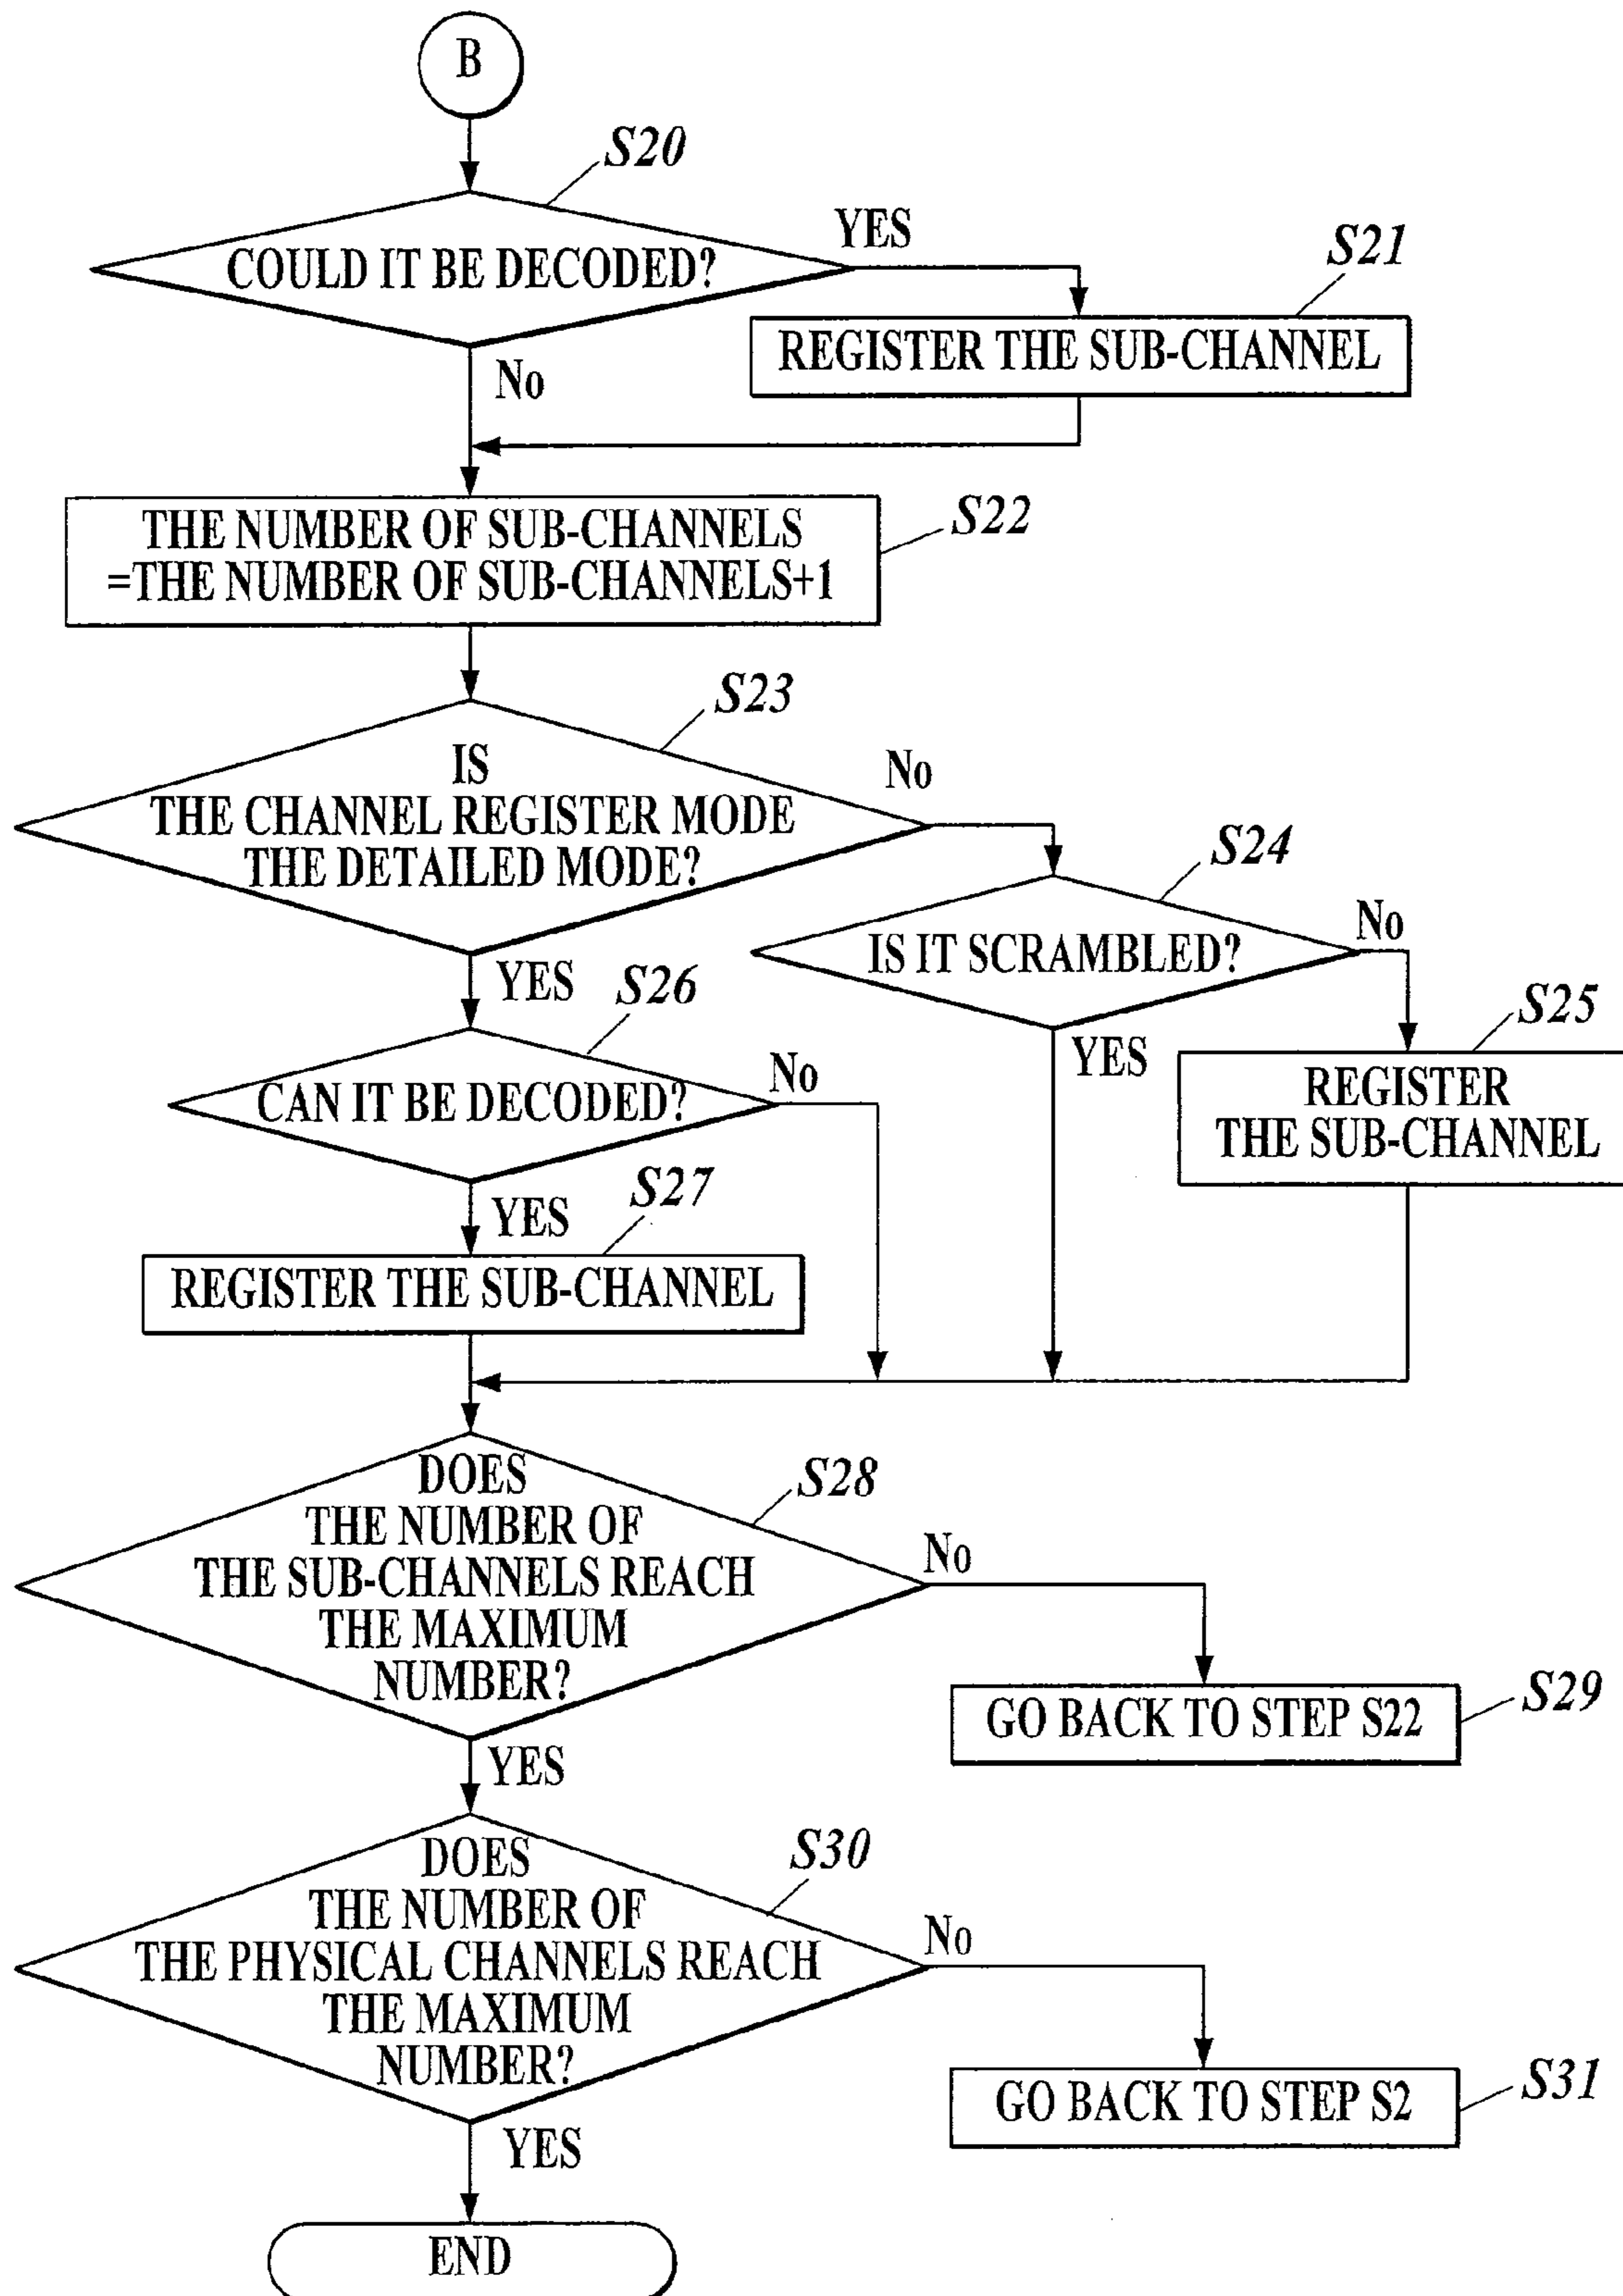 B
S20
COULD IT BE DECODED?
YES
S21
REGISTER THE SUB-CHANNEL
No
S22
THE NUMBER OF SUB-CHANNELS
=THE NUMBER OF SUB-CHANNELS+1
S23
IS
THE CHANNEL REGISTER MODE
THE DETAILED MODE?
No
S24
IS IT SCRAMBLED?
No
YES
S25
REGISTER
THE SUB-CHANNEL
YES
S26
CAN IT BE DECODED?
No
YES
S27
REGISTER THE SUB-CHANNEL
S28
DOES
THE NUMBER OF
THE SUB-CHANNELS REACH
THE MAXIMUM
NUMBER?
No
S29
GO BACK TO STEP S22
YES
S30
DOES
THE NUMBER OF
THE PHYSICAL CHANNELS REACH
THE MAXIMUM
NUMBER?
No
S31
GO BACK TO STEP S2
YES
END